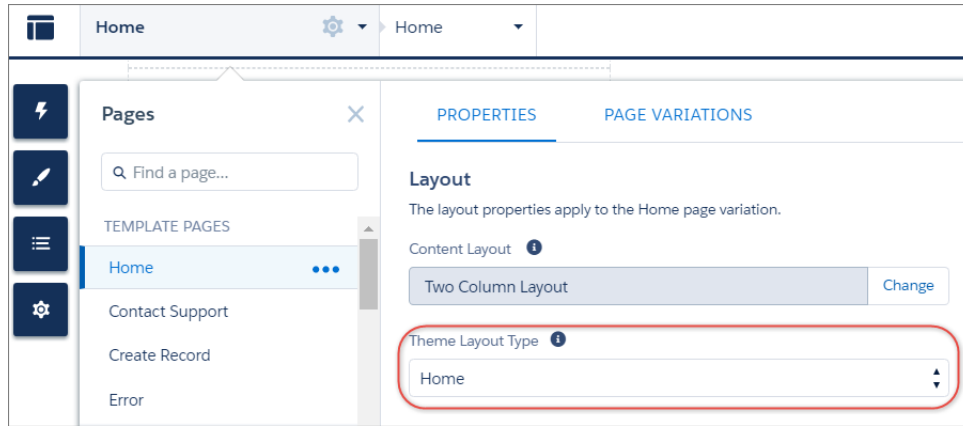 Home
Home
Pages
Find a page...
TEMPLATE PAGES
Home
Contact Support
Create Record
Error
PROPERTIES
PAGE VARIATIONS
Layout
The layout properties apply to the Home page variation.
Content Layout
Two Column Layout
Change
Theme Layout Type
Home